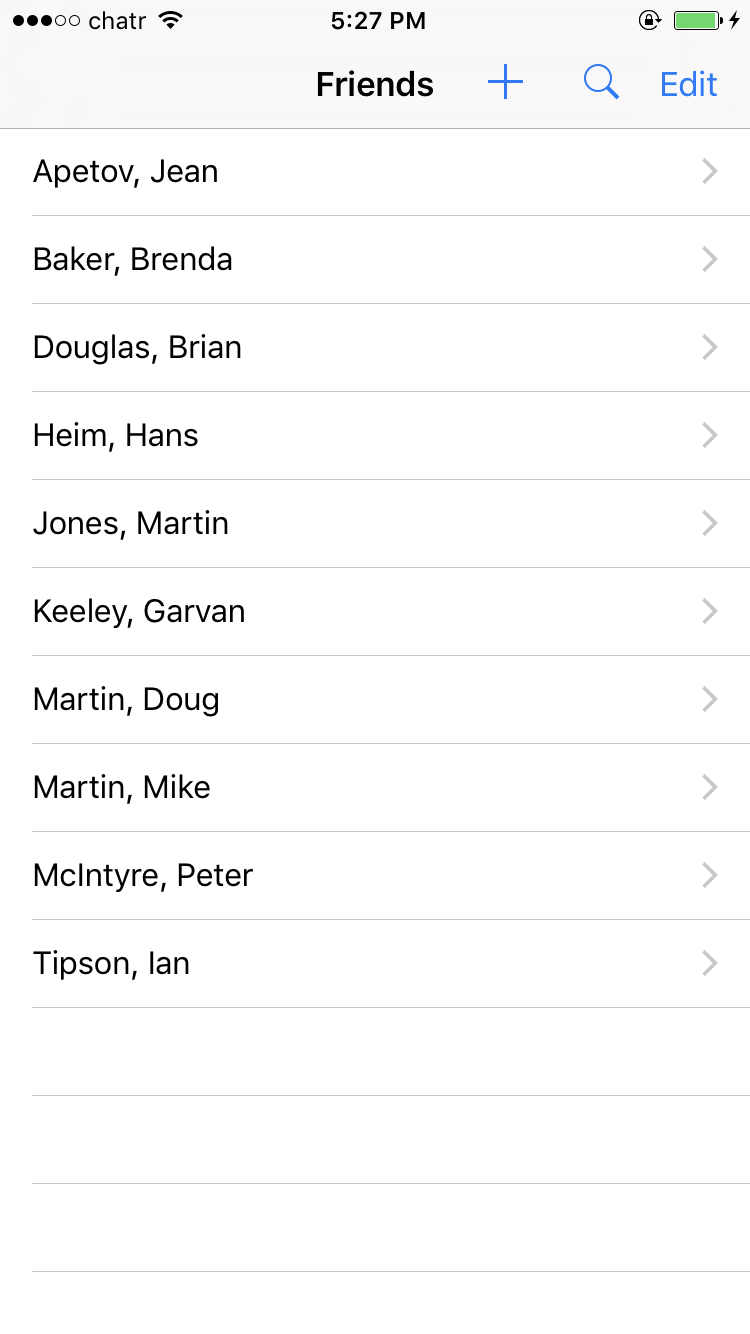 chatr 5:27 PM
Friends Edit
Apetov, Jean
Baker, Brenda
Douglas, Brian
Heim, Hans
Jones, Martin
Keeley, Garvan
Martin, Doug
Martin, Mike
McIntyre, Peter
Tipson, Ian